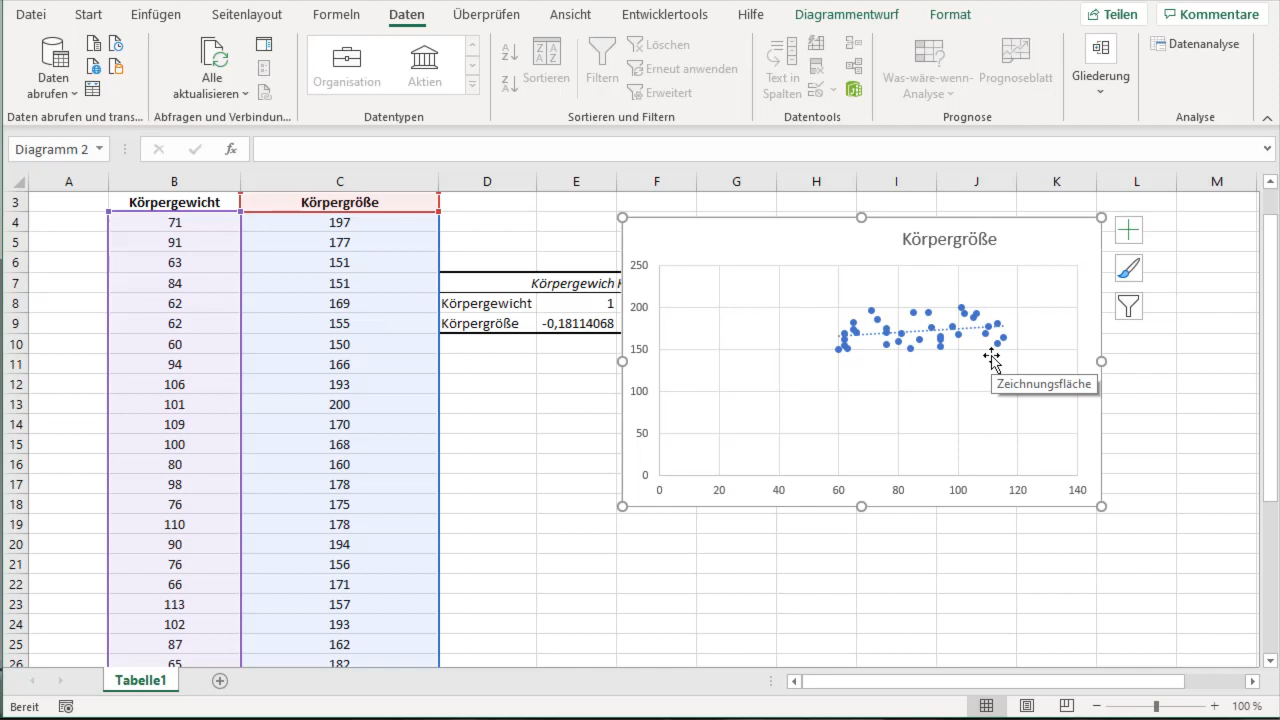 Datei Start Einfügen Seitenlayout Formeln Daten Überprüfen Ansicht Entwicklertools Hilfe Diagrammentwurf Format Teilen Kommentare
Daten abrufen
Alle aktualisieren
Organisation Aktien
Sortieren
Filtern
Löschen
Erneut anwenden
Erweitert
Text in Spalten
Was-wäre-wenn-Analyse
Prognoseblatt
Gliederung
Datenanalyse
Daten abrufen und trans... Abfragen und Verbindun... Datentypen Sortieren und Filtern Datentools Prognose Analyse
Diagramm 2 fx
A B C D E F G H I J K L M
3 Körpergewicht Körpergröße
4 71 197
5 91 177
6 63 151
7 84 151 Körpergewich K
8 62 169 Körpergewicht 1
9 62 155 Körpergröße -0,18114068
10 60 150
11 94 166
12 106 193
13 101 200
14 109 170
15 100 168
16 80 160
17 98 178
18 76 175
19 110 178
20 90 194
21 76 156
22 66 171
23 113 157
24 102 193
25 87 162
26 65 182
Körpergröße
250
200
150
100
50
0
0 20 40 60 80 100 120 140
Zeichnungsfläche
Tabelle1
Bereit 100 %